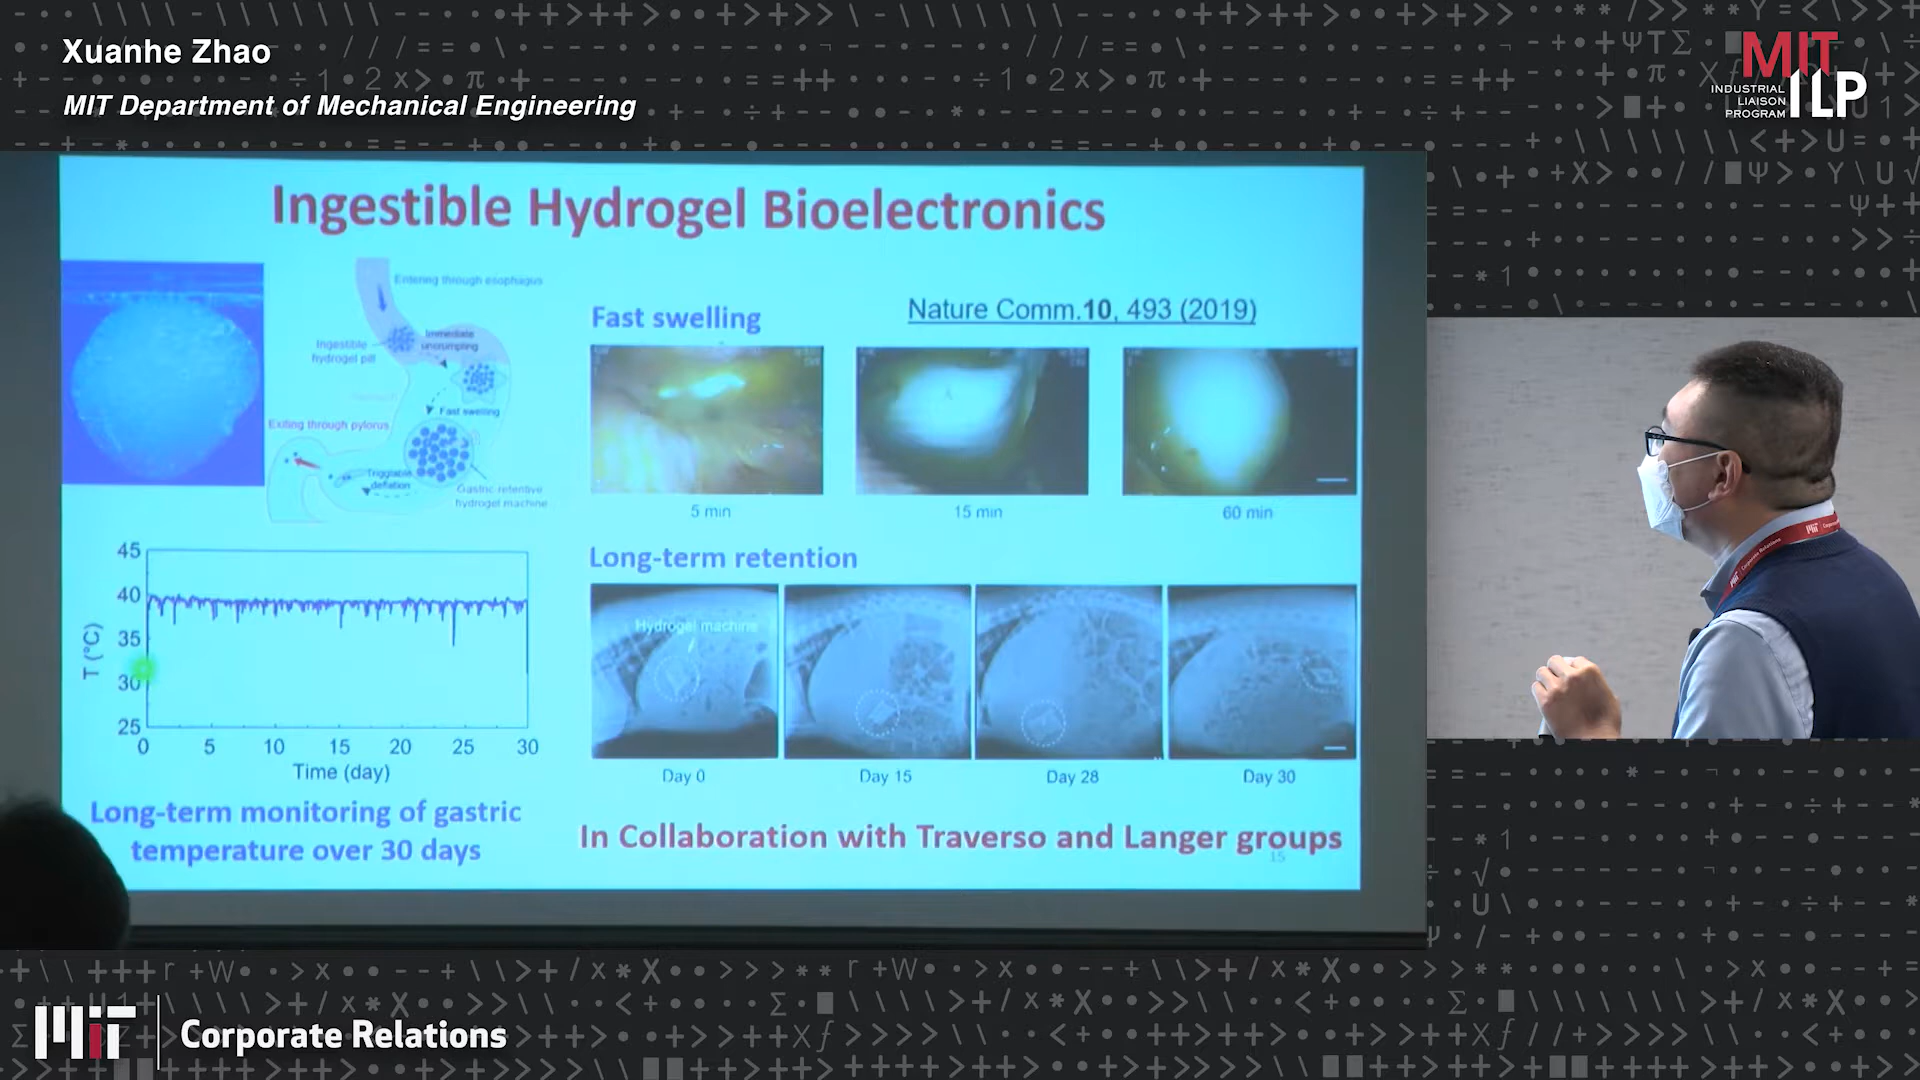 Xuanhe Zhao
MIT Department of Mechanical Engineering
MIT
ILP
INDUSTRIAL
LIAISON
PROGRAM
Ingestible Hydrogel Bioelectronics
Entering through esophagus
Ingestible
hydrogel pill
Immediate
uncrumpling
Fast swelling
Exiting through pylorus
Triggable
deflation
Gastric retentive
hydrogel machine
Fast swelling
Nature Comm.10, 493 (2019)
5 min
15 min
60 min
Long-term retention
Hydrogel machine
Day 0
Day 15
Day 28
Day 30
45
40
35
30
25
T (°C)
0 5 10 15 20 25 30
Time (day)
Long-term monitoring of gastric
temperature over 30 days
In Collaboration with Traverso and Langer groups
15
MIT
Corporate Relations